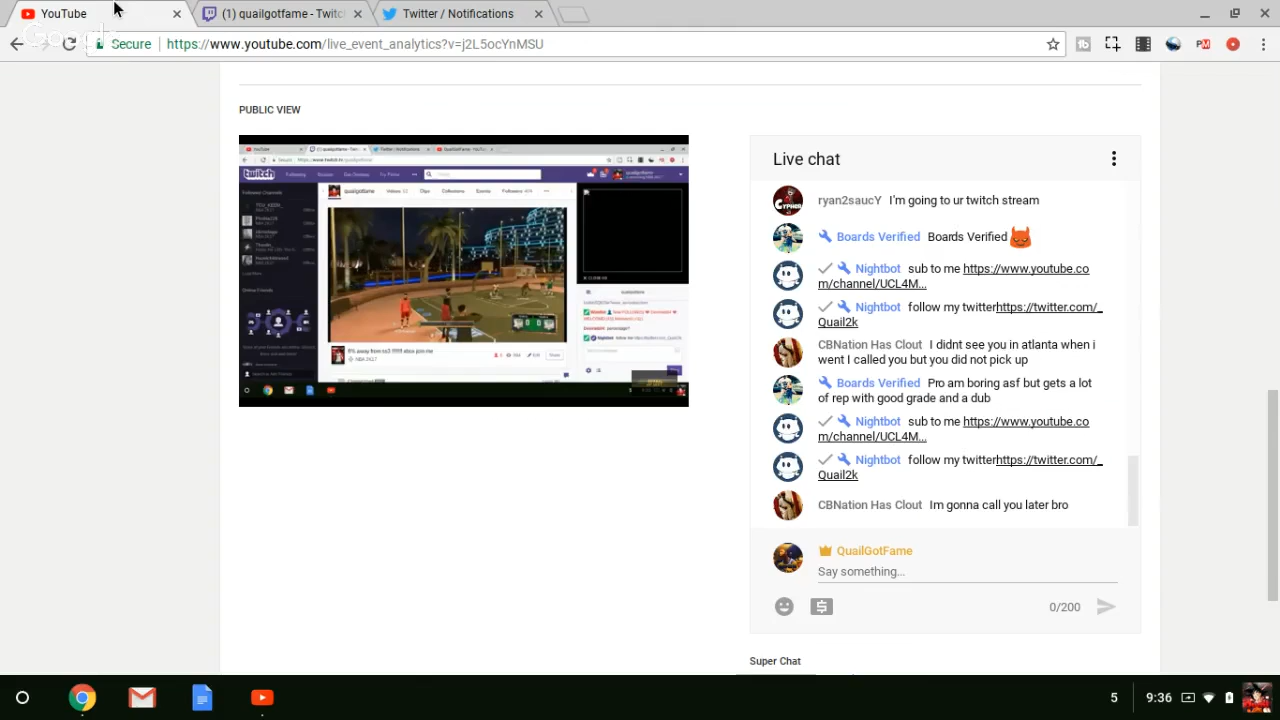 YouTube
(1) quailgotfame - Twitch
Twitter / Notifications
Secure
https://www.youtube.com/live_event_analytics?v=j2L5ocYnMSU
PUBLIC VIEW
twitch
quailgotfame
Live chat
ryan2saucY I'm going to ur twitch stream
Boards Verified Boards Verified
Nightbot sub to me https://www.youtube.co
m/channel/UCL4M...
Nightbot follow my twitterhttps://twitter.com/_
Quail2k
CBNation Has Clout I didnt see you in atlanta when i
went I called you but you did not pick up
Boards Verified Pro am boring asf but gets a lot
of rep with good grade and a dub
Nightbot sub to me https://www.youtube.co
m/channel/UCL4M...
Nightbot follow my twitterhttps://twitter.com/_
Quail2k
CBNation Has Clout Im gonna call you later bro
QuailGotFame
Say something...
0/200
Super Chat
5
9:36